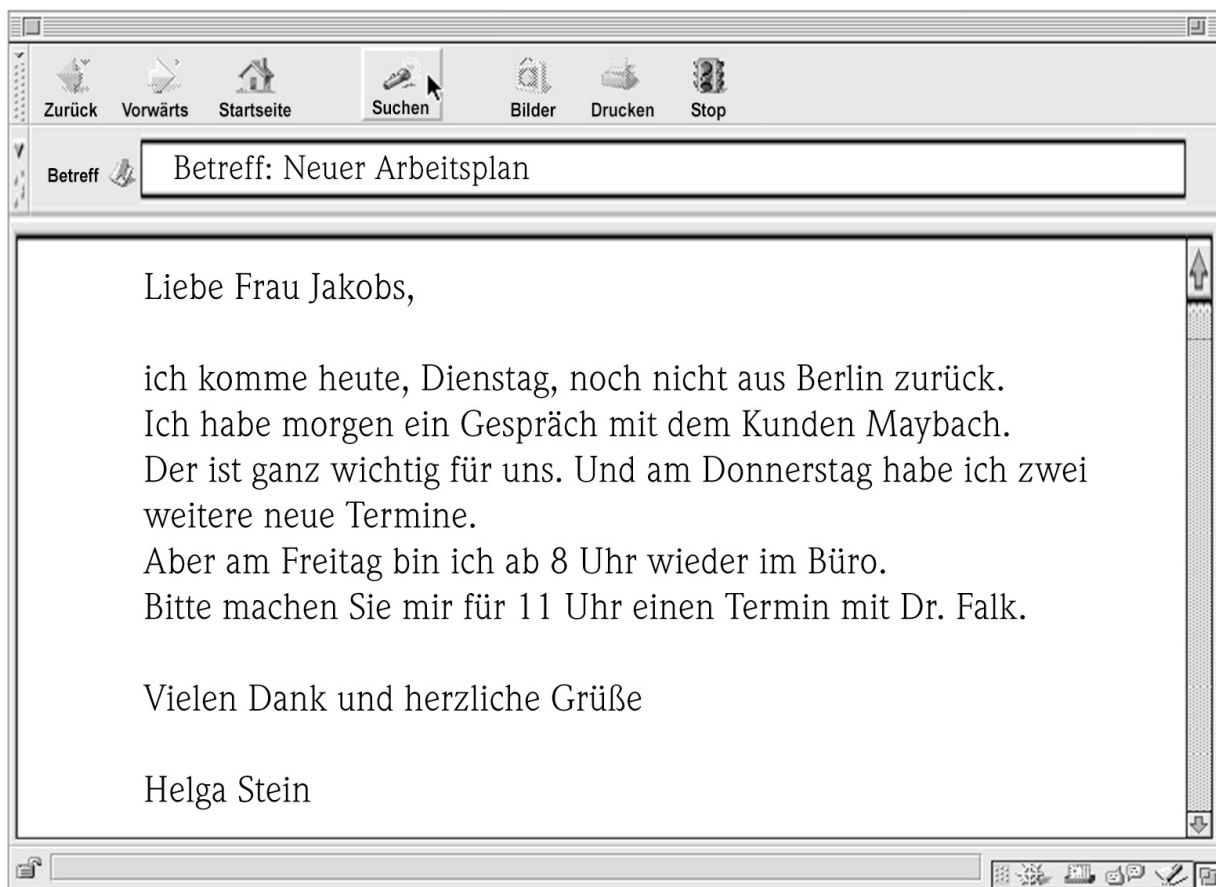 Zurück Vorwärts Startseite Suchen Bilder Drucken Stop
Betreff Betreff: Neuer Arbeitsplan
Liebe Frau Jakobs,
ich komme heute, Dienstag, noch nicht aus Berlin zurück.
Ich habe morgen ein Gespräch mit dem Kunden Maybach.
Der ist ganz wichtig für uns. Und am Donnerstag habe ich zwei
weitere neue Termine.
Aber am Freitag bin ich ab 8 Uhr wieder im Büro.
Bitte machen Sie mir für 11 Uhr einen Termin mit Dr. Falk.
Vielen Dank und herzliche Grüße
Helga Stein